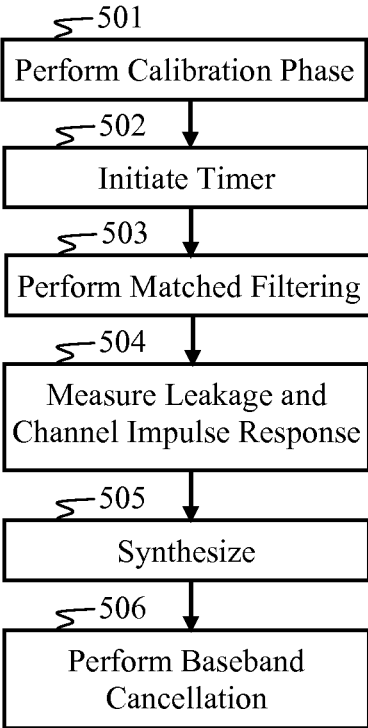 501
Perform Calibration Phase
502
Initiate Timer
503
Perform Matched Filtering
504
Measure Leakage and
Channel Impulse Response
505
Synthesize
506
Perform Baseband
Cancellation